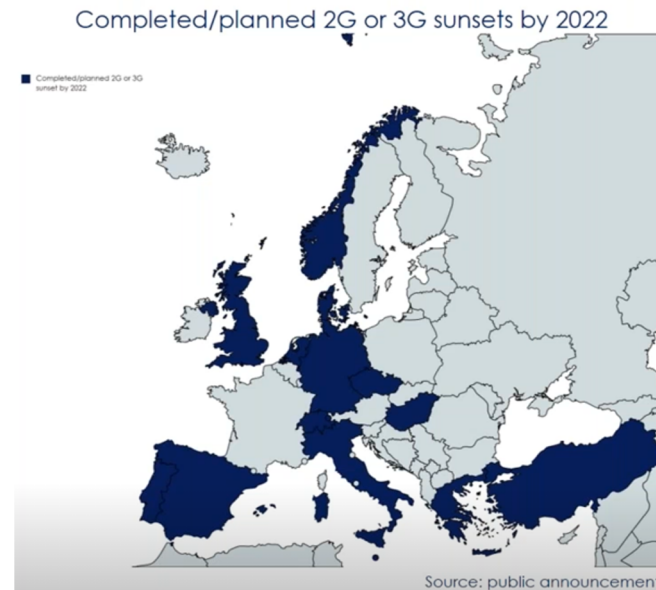 Completed/planned 2G or 3G sunsets by 2022
Completed/planned 2G or 3G
sunset by 2022
Source: public announcement